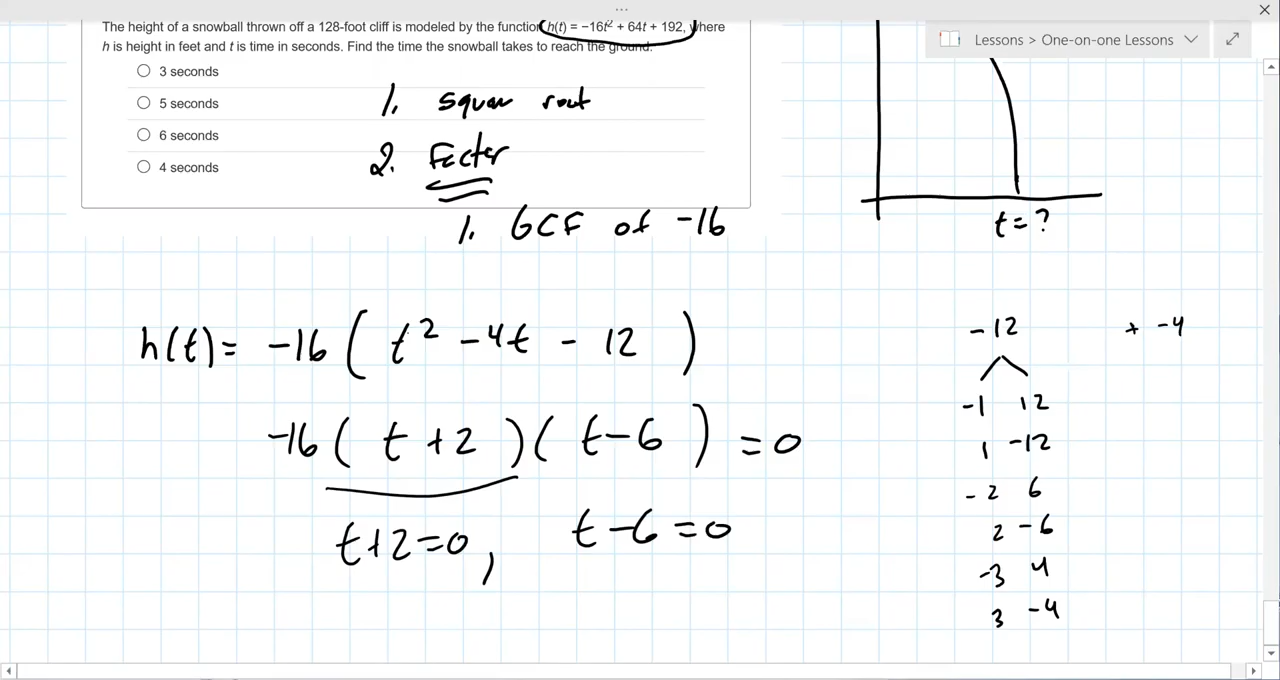 The height of a snowball thrown off a 128-foot cliff is modeled by the function h(t) = −16t² + 64t + 192, where
h is height in feet and t is time in seconds. Find the time the snowball takes to reach the ground.
Lessons > One-on-one Lessons
3 seconds
5 seconds
6 seconds
4 seconds
1. squar root
2. Factor
1. GCF of -16
t = ?
h(t) = -16 ( t² - 4t - 12 )
-16 ( t + 2 ) ( t - 6 ) = 0
t + 2 = 0 , t - 6 = 0
-12 + -4
-1 12
1 -12
-2 6
2 -6
-3 4
3 -4